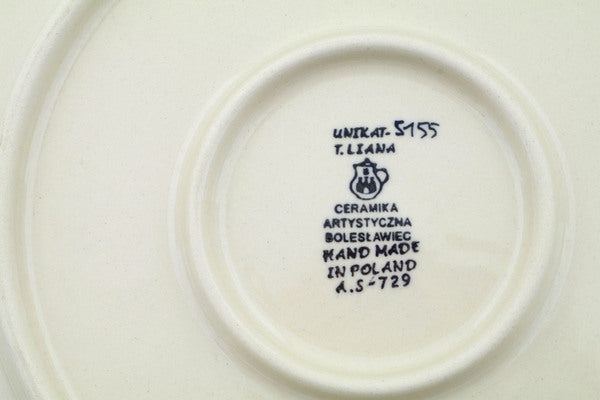 UNIKAT-5155
T.LIANA
B
CERAMIKA
ARTYSTYCZNA
BOLESŁAWIEC
HAND MADE
IN POLAND
A.S-729